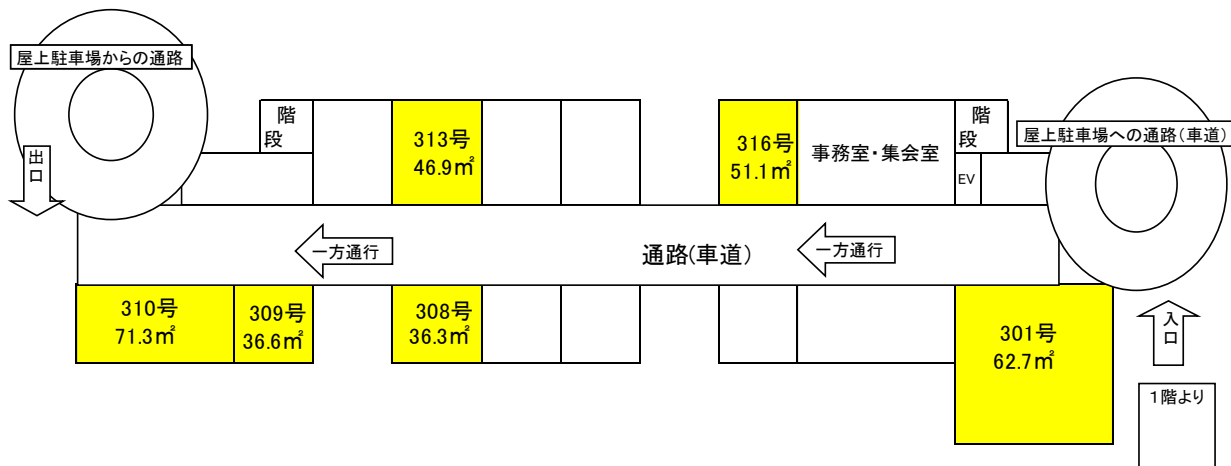 屋上駐車場からの通路
階
段
313号
46.9㎡
316号
51.1㎡
事務室・集会室
階
段
EV
屋上駐車場への通路(車道)
出
口
一方通行
通路(車道)
一方通行
310号
71.3㎡
309号
36.6㎡
308号
36.3㎡
301号
62.7㎡
入
口
1階より